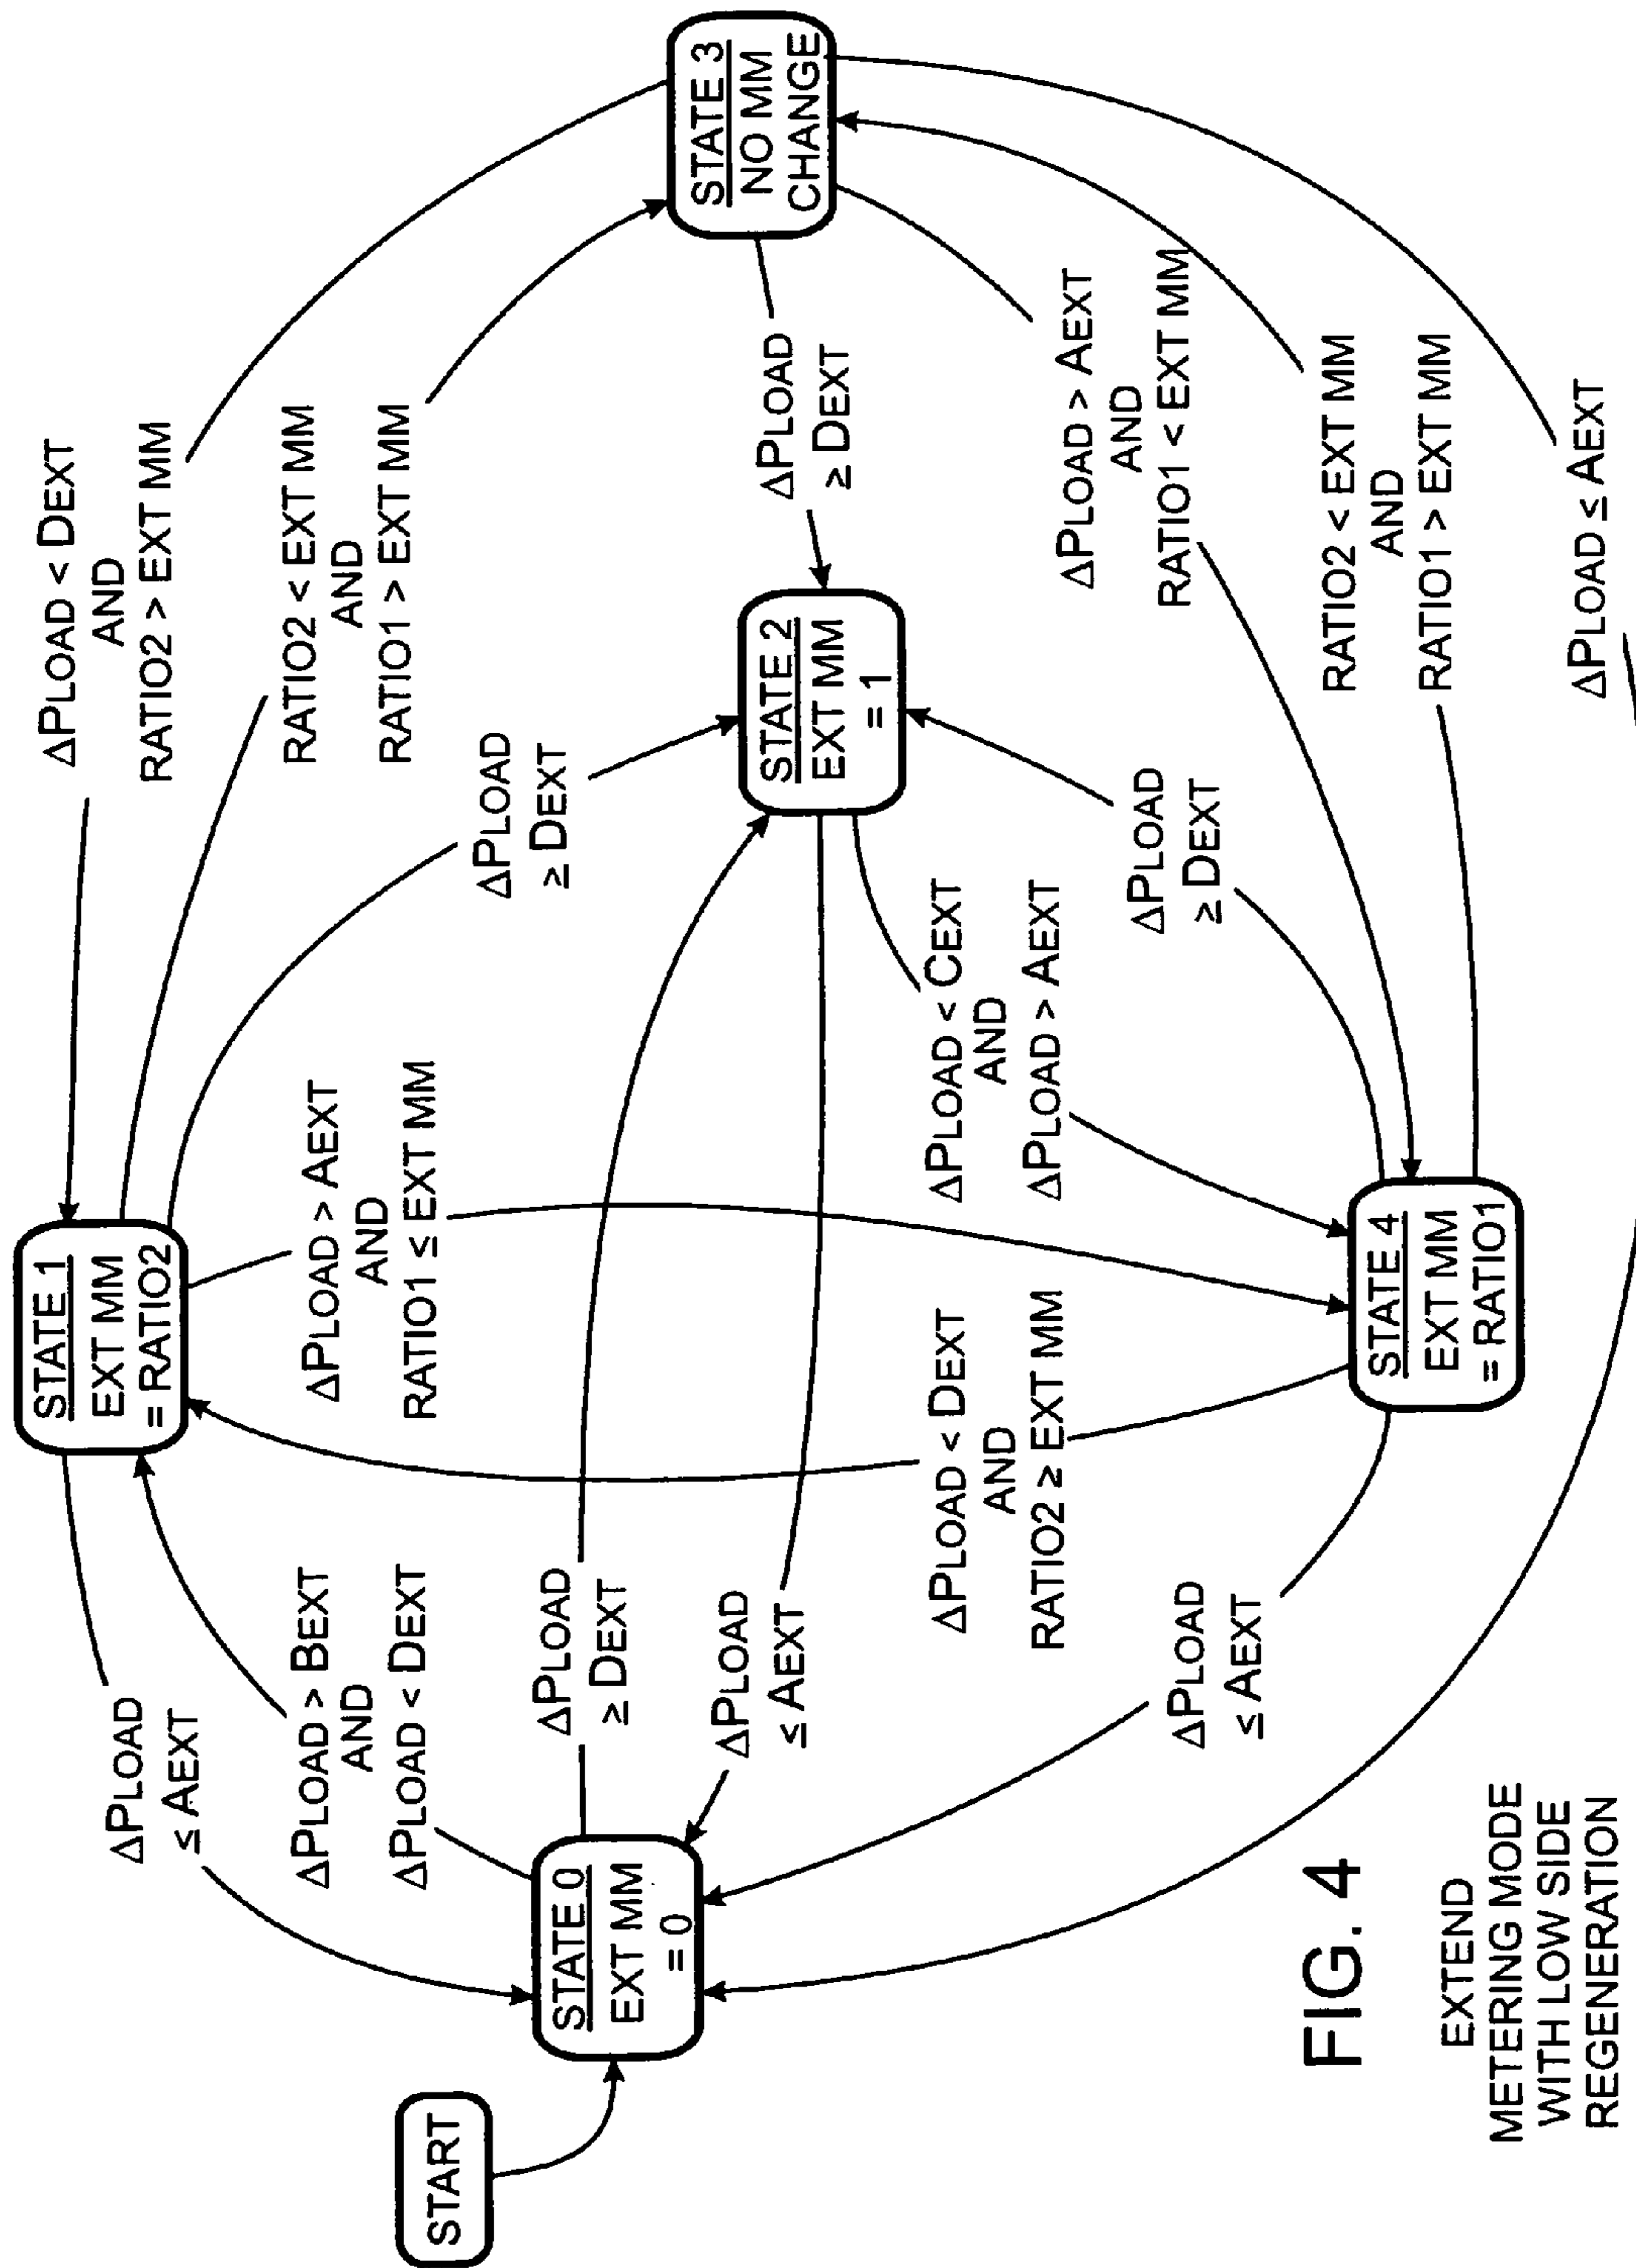 START
STATE 0
EXT MM
= 0
STATE 1
EXT MM
= RATIO2
STATE 2
EXT MM
= 1
STATE 3
NO MM
CHANGE
STATE 4
EXT MM
= RATIO1
ΔPLOAD
≤ AEXT
ΔPLOAD > BEXT
AND
ΔPLOAD < DEXT
ΔPLOAD
≥ DEXT
ΔPLOAD
≤ AEXT
ΔPLOAD
≤ AEXT
ΔPLOAD > AEXT
AND
RATIO1 ≤ EXT MM
ΔPLOAD < DEXT
AND
RATIO2 ≥ EXT MM
ΔPLOAD
≥ DEXT
ΔPLOAD < CEXT
AND
ΔPLOAD > AEXT
ΔPLOAD
≥ DEXT
ΔPLOAD < DEXT
AND
RATIO2 > EXT MM
RATIO2 < EXT MM
AND
RATIO1 > EXT MM
ΔPLOAD
≥ DEXT
ΔPLOAD > AEXT
AND
RATIO1 < EXT MM
RATIO2 < EXT MM
AND
RATIO1 > EXT MM
ΔPLOAD ≤ AEXT
FIG. 4
EXTEND
METERING MODE
WITH LOW SIDE
REGENERATION